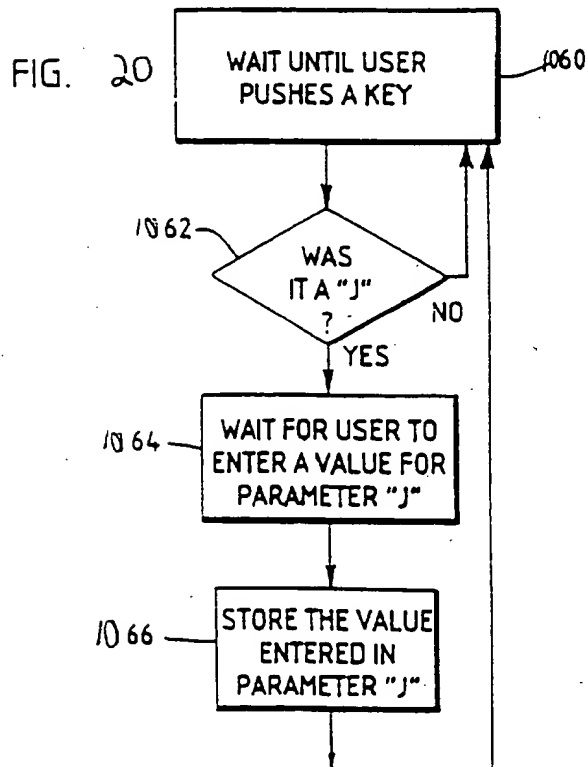 FIG. 20
WAIT UNTIL USER
PUSHES A KEY
1060
1062
WAS
IT A "J"
?
NO
YES
1064
WAIT FOR USER TO
ENTER A VALUE FOR
PARAMETER "J"
1066
STORE THE VALUE
ENTERED IN
PARAMETER "J"